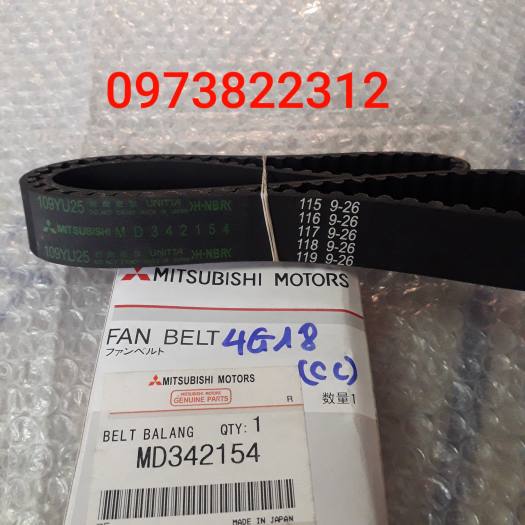 0973822312
109YU25 UNITTA >H-NBR<
MITSUBISHI MD342154
109YU25 UNITTA >H-NBR<
115 9-26
116 9-26
117 9-26
118 9-26
119 9-26
MITSUBISHI MOTORS
FAN BELT 4G18
ファンベルト
(CC)
数量1
MITSUBISHI MOTORS
MITSUBISHI MOTORS
GENUINE PARTS
R
BELT BALANG QTY: 1
MD342154
MADE IN JAPAN